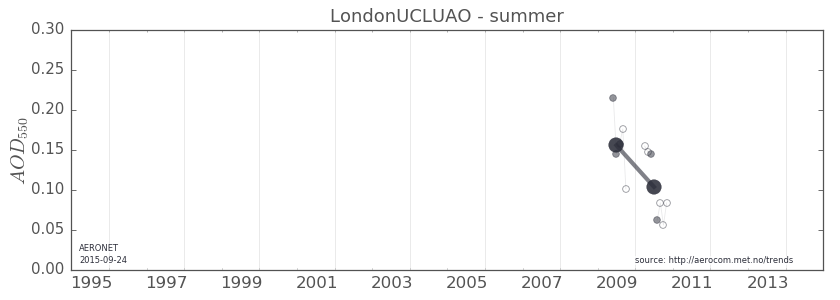 LondonUCLUAO - summer
0.30
0.25
0.20
0.15
0.10
0.05
0.00
AOD550
AERONET
2015-09-24
source: http://aerocom.met.no/trends
1995 1997 1999 2001 2003 2005 2007 2009 2011 2013